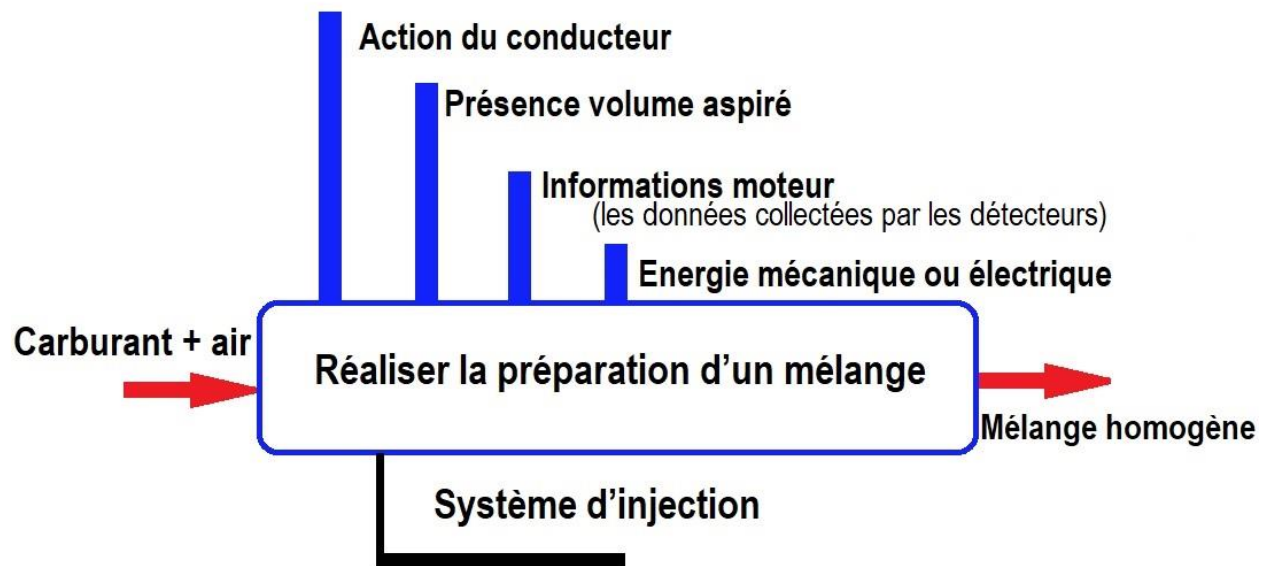 Action du conducteur
Présence volume aspiré
Informations moteur
(les données collectées par les détecteurs)
Energie mécanique ou électrique
Carburant + air
Réaliser la préparation d’un mélange
Mélange homogène
Système d’injection